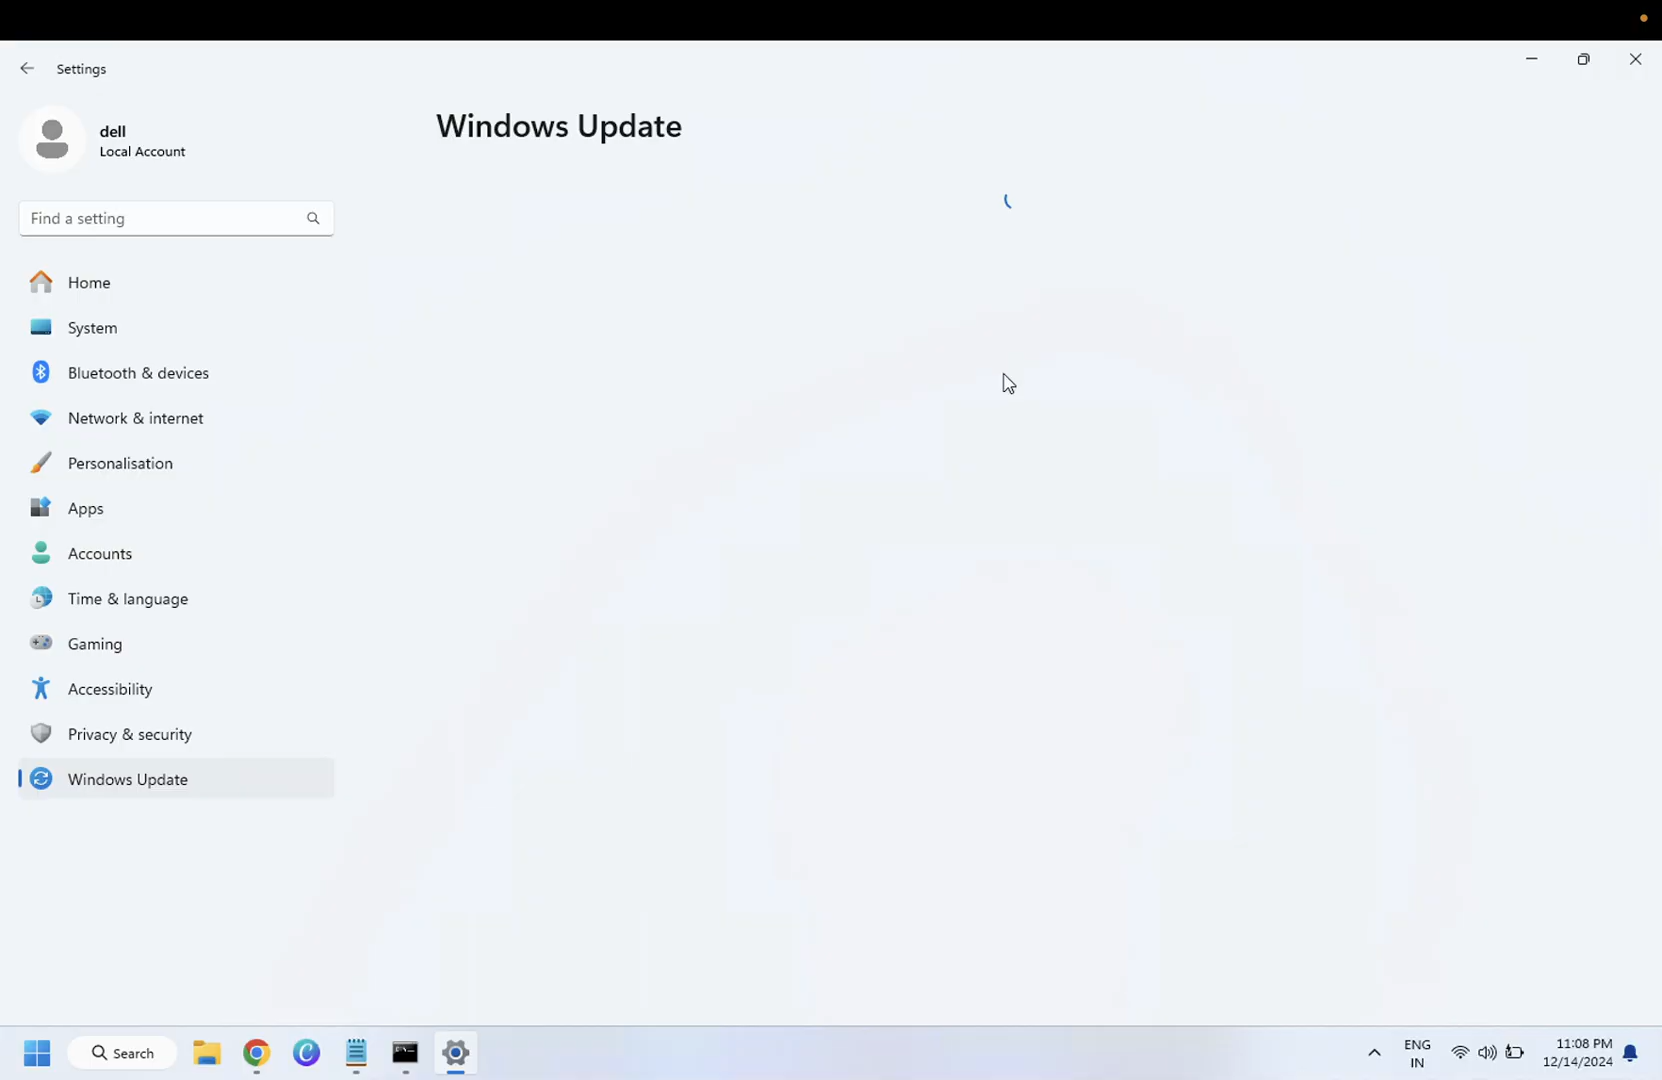 Settings
dell
Local Account
Windows Update
Find a setting
Home
System
Bluetooth & devices
Network & internet
Personalisation
Apps
Accounts
Time & language
Gaming
Accessibility
Privacy & security
Windows Update
Search
ENG
IN
11:08 PM
12/14/2024